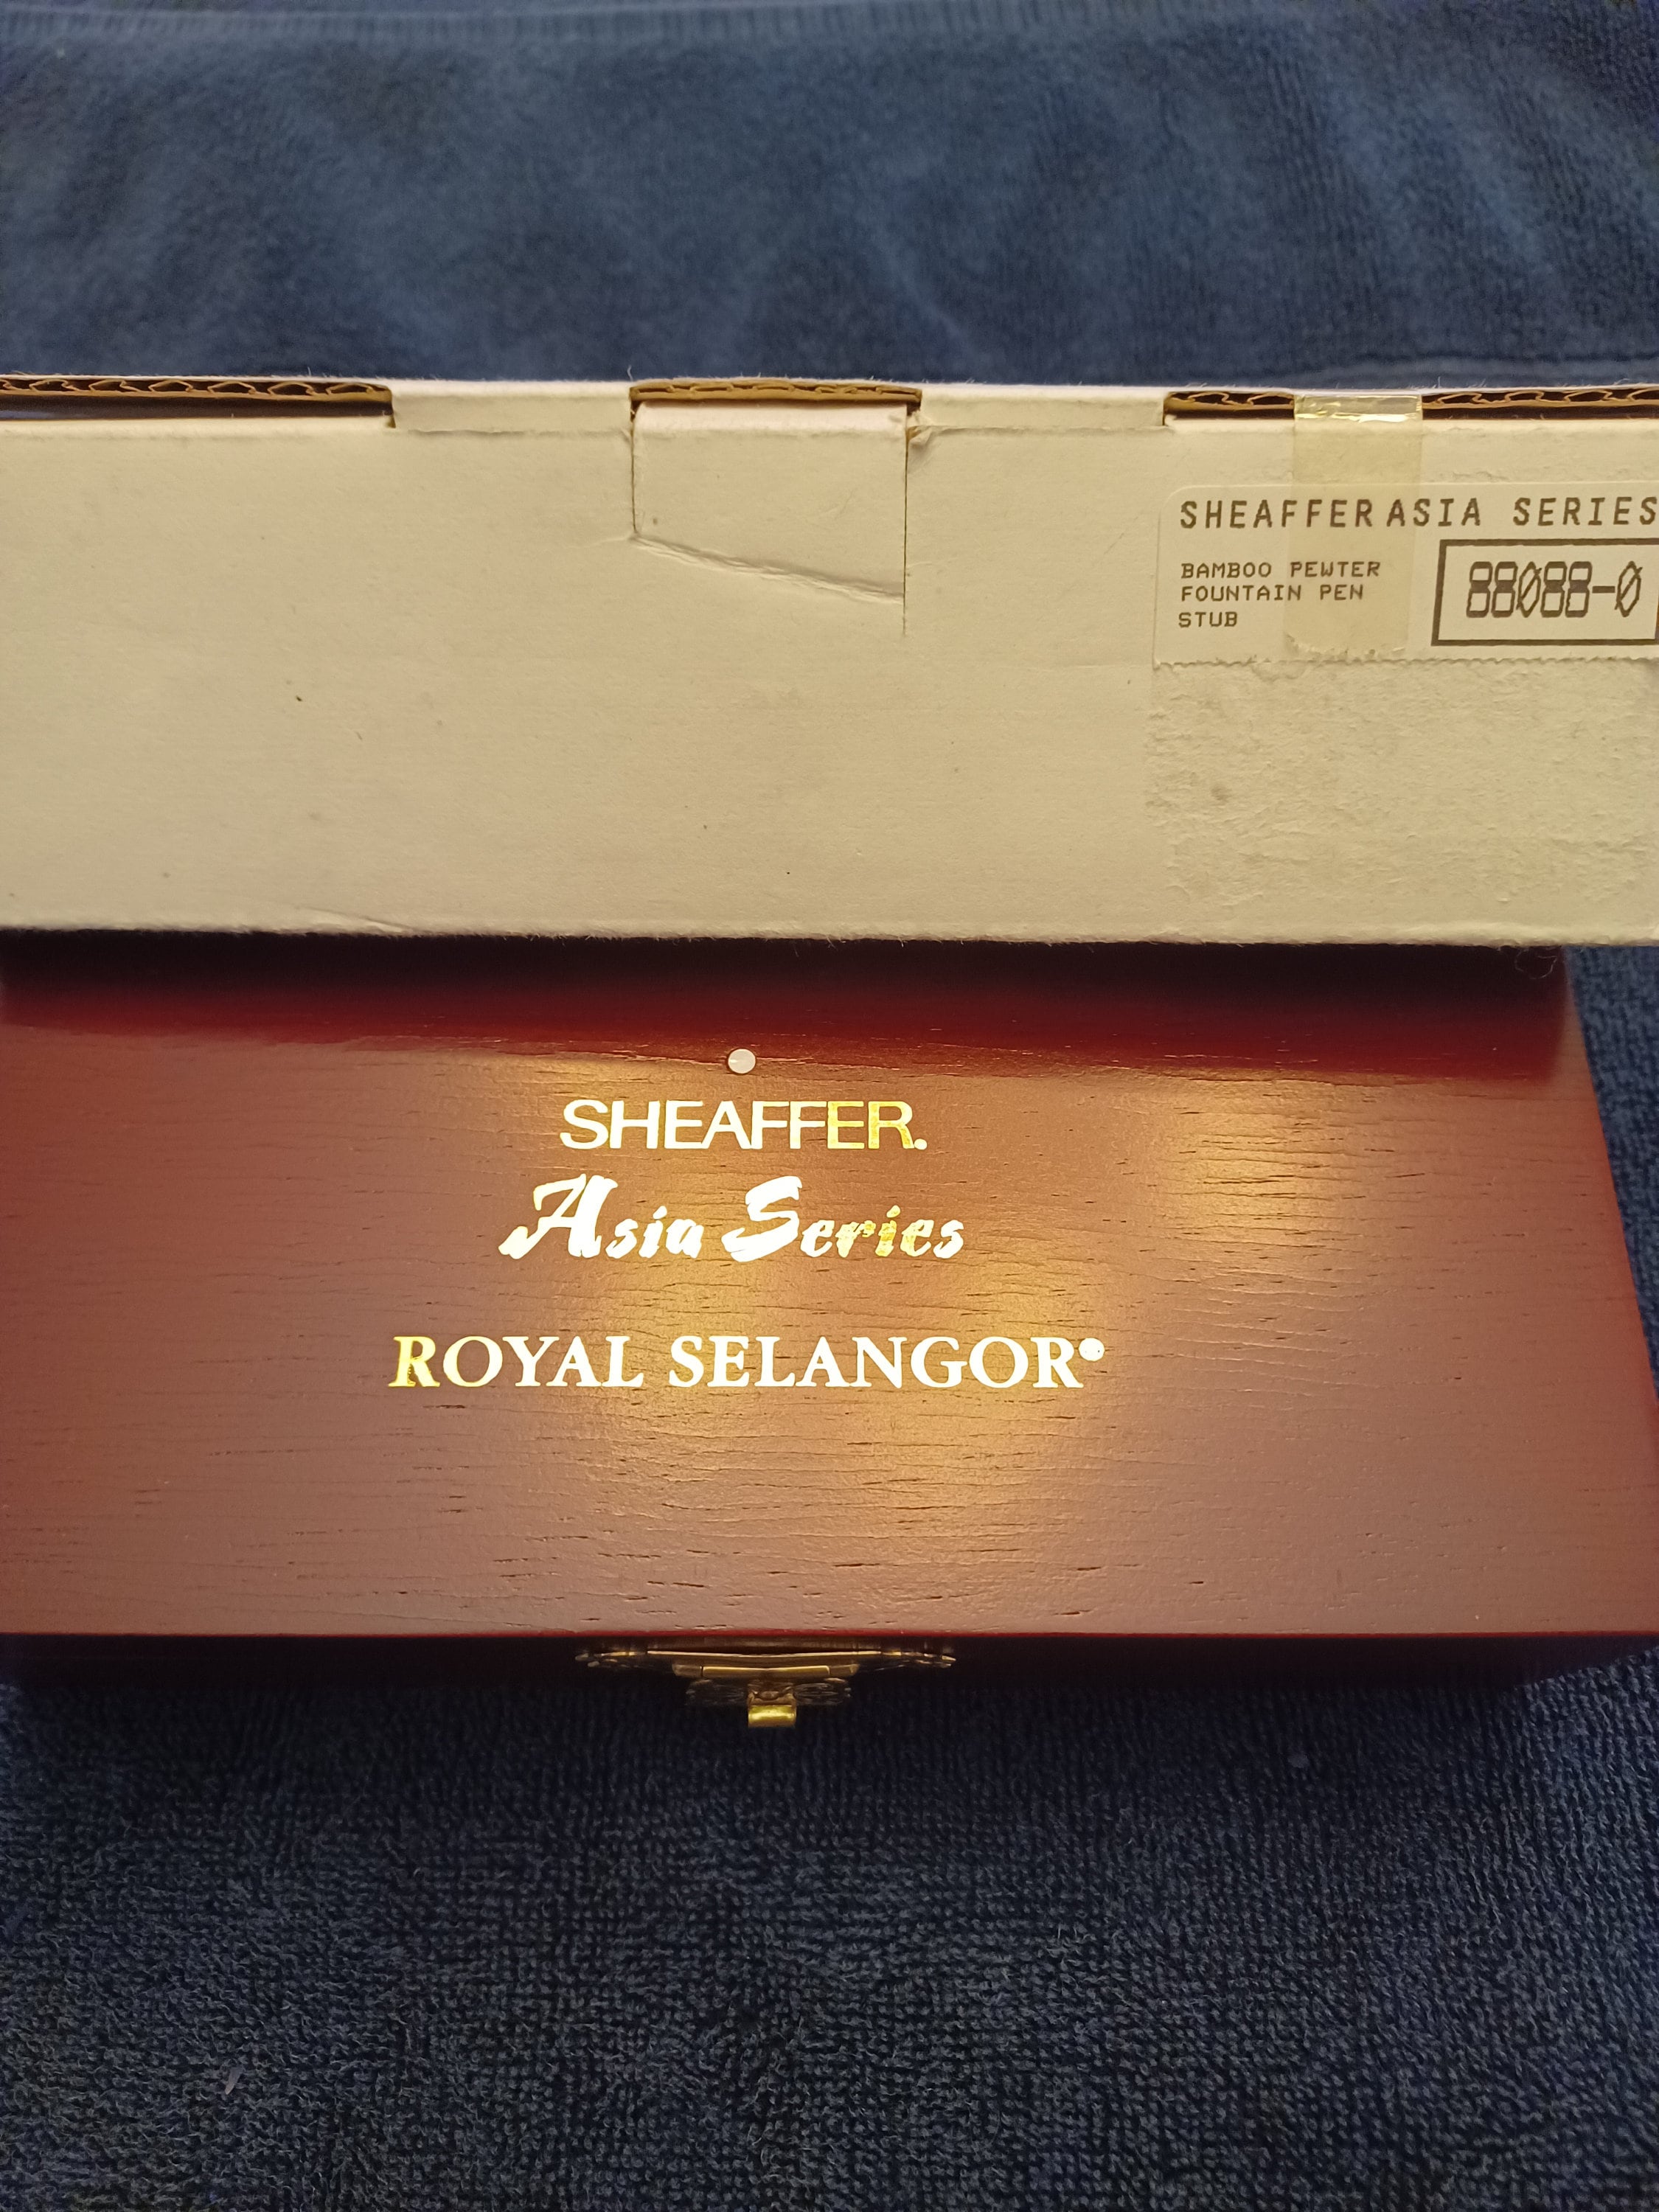 SHEAFFER ASIA SERIES
BAMBOO PEWTER
FOUNTAIN PEN
STUB
88088-0
SHEAFFER.
Asia Series
ROYAL SELANGOR®